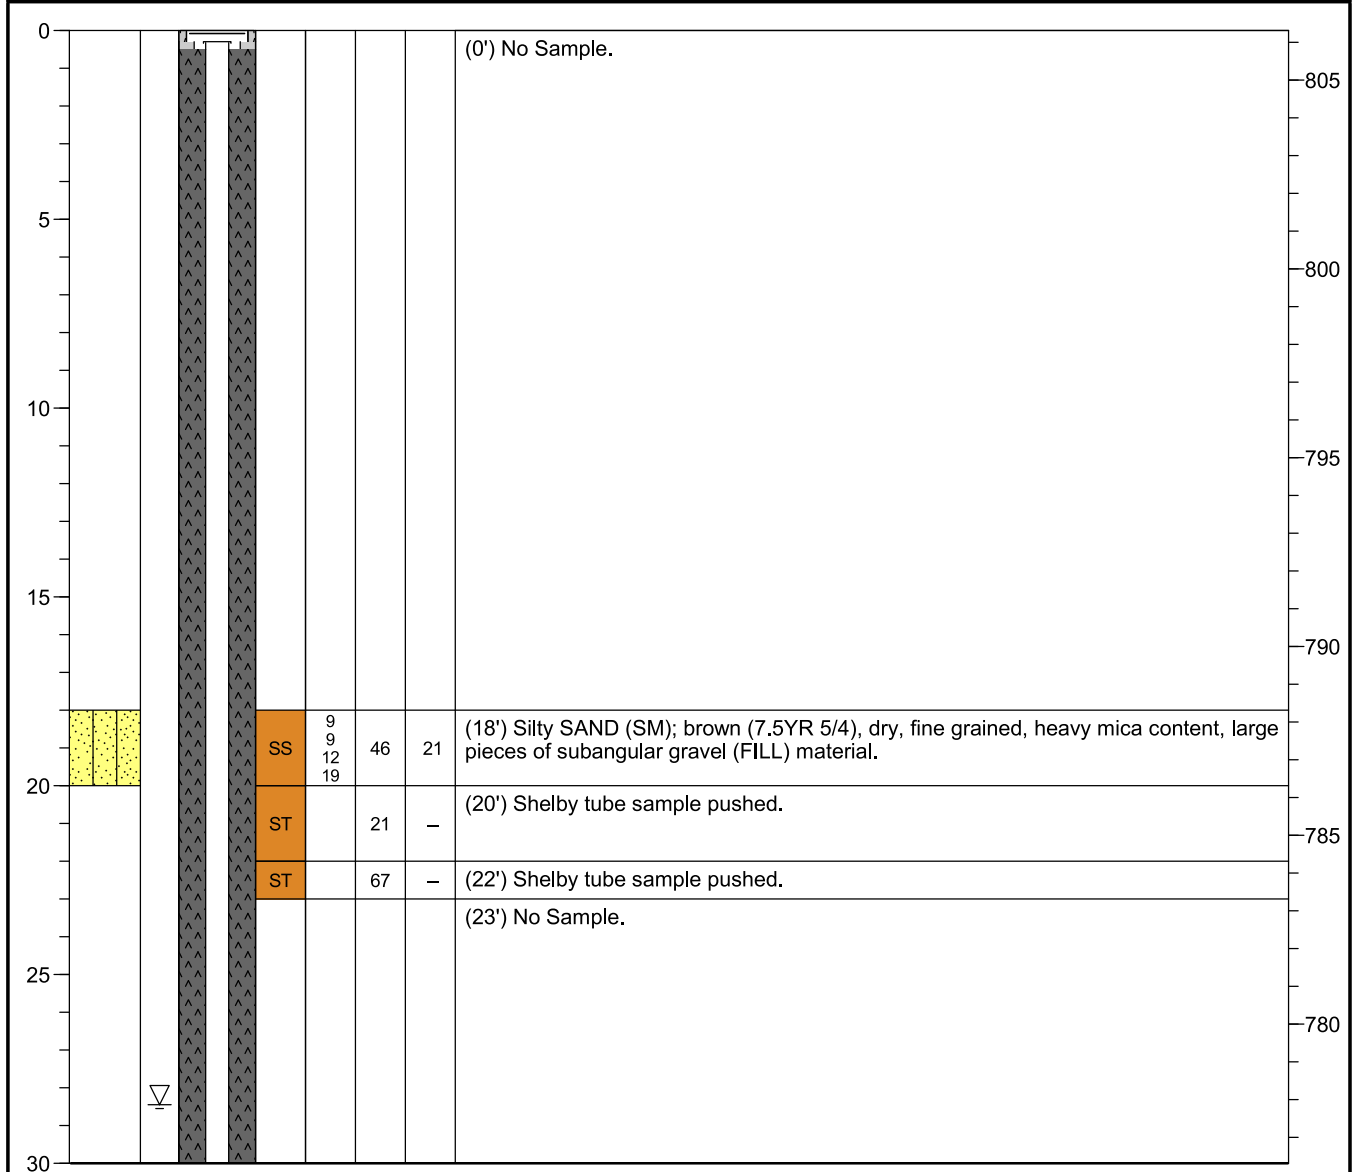 0
(0') No Sample.
805
5
800
10
795
15
790
SS
9
9
12
19
46
21
(18') Silty SAND (SM); brown (7.5YR 5/4), dry, fine grained, heavy mica content, large
pieces of subangular gravel (FILL) material.
20
ST
21
–
(20') Shelby tube sample pushed.
785
ST
67
–
(22') Shelby tube sample pushed.
(23') No Sample.
25
780
30